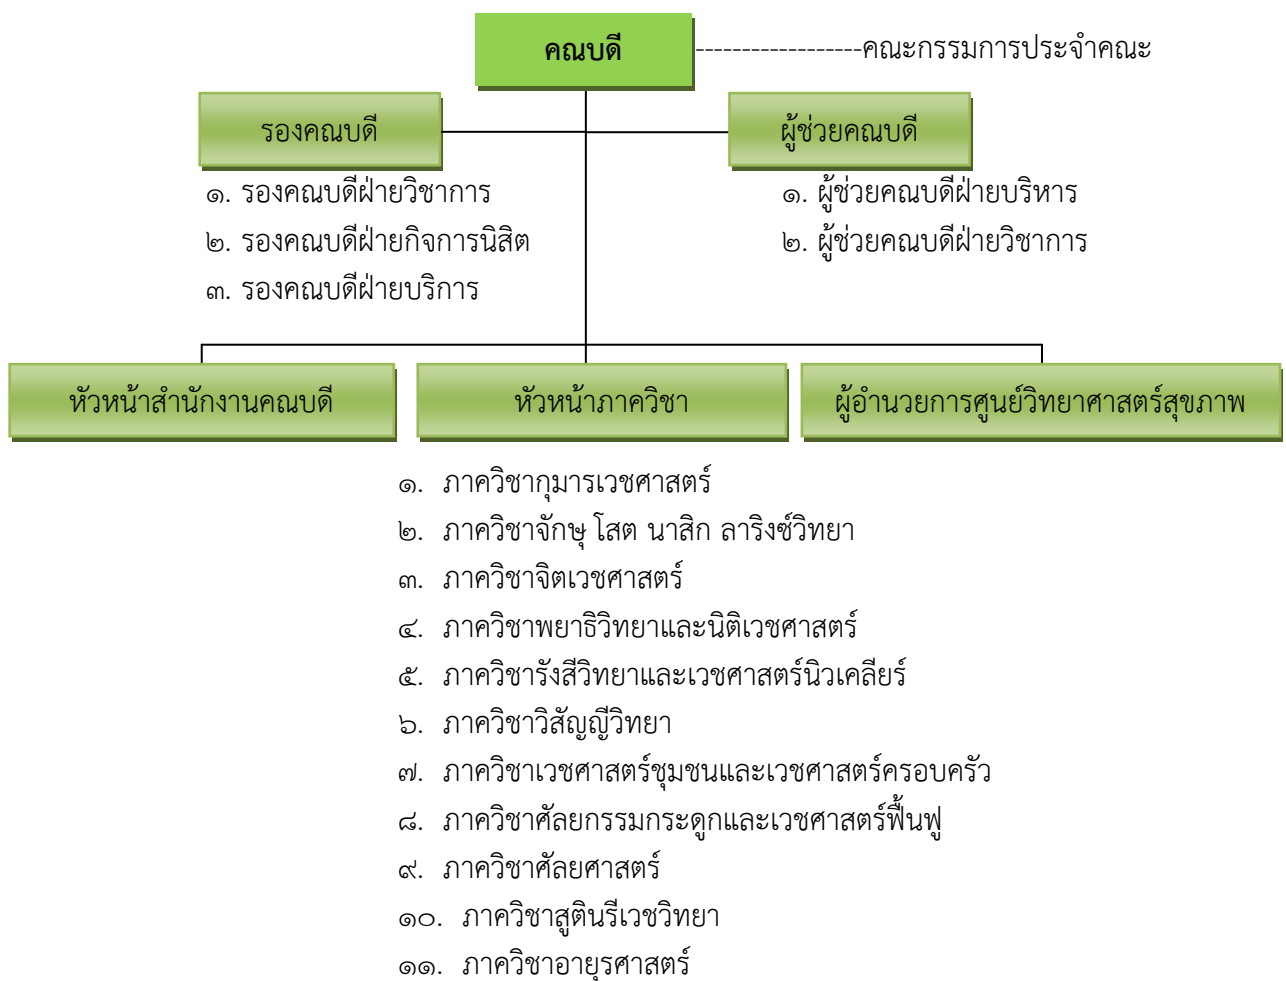 คณบดี
------------------คณะกรรมการประจำคณะ
รองคณบดี
ผู้ช่วยคณบดี
๑. รองคณบดีฝ่ายวิชาการ
๒. รองคณบดีฝ่ายกิจการนิสิต
๓. รองคณบดีฝ่ายบริการ
๑. ผู้ช่วยคณบดีฝ่ายบริหาร
๒. ผู้ช่วยคณบดีฝ่ายวิชาการ
หัวหน้าสำนักงานคณบดี
หัวหน้าภาควิชา
ผู้อำนวยการศูนย์วิทยาศาสตร์สุขภาพ
๑. ภาควิชากุมารเวชศาสตร์
๒. ภาควิชาจักษุ โสต นาสิก ลาริงซ์วิทยา
๓. ภาควิชาจิตเวชศาสตร์
๔. ภาควิชาพยาธิวิทยาและนิติเวชศาสตร์
๕. ภาควิชารังสีวิทยาและเวชศาสตร์นิวเคลียร์
๖. ภาควิชาวิสัญญีวิทยา
๗. ภาควิชาเวชศาสตร์ชุมชนและเวชศาสตร์ครอบครัว
๘. ภาควิชาศัลยกรรมกระดูกและเวชศาสตร์ฟื้นฟู
๙. ภาควิชาศัลยศาสตร์
๑๐. ภาควิชาสูตินรีเวชวิทยา
๑๑. ภาควิชาอายุรศาสตร์